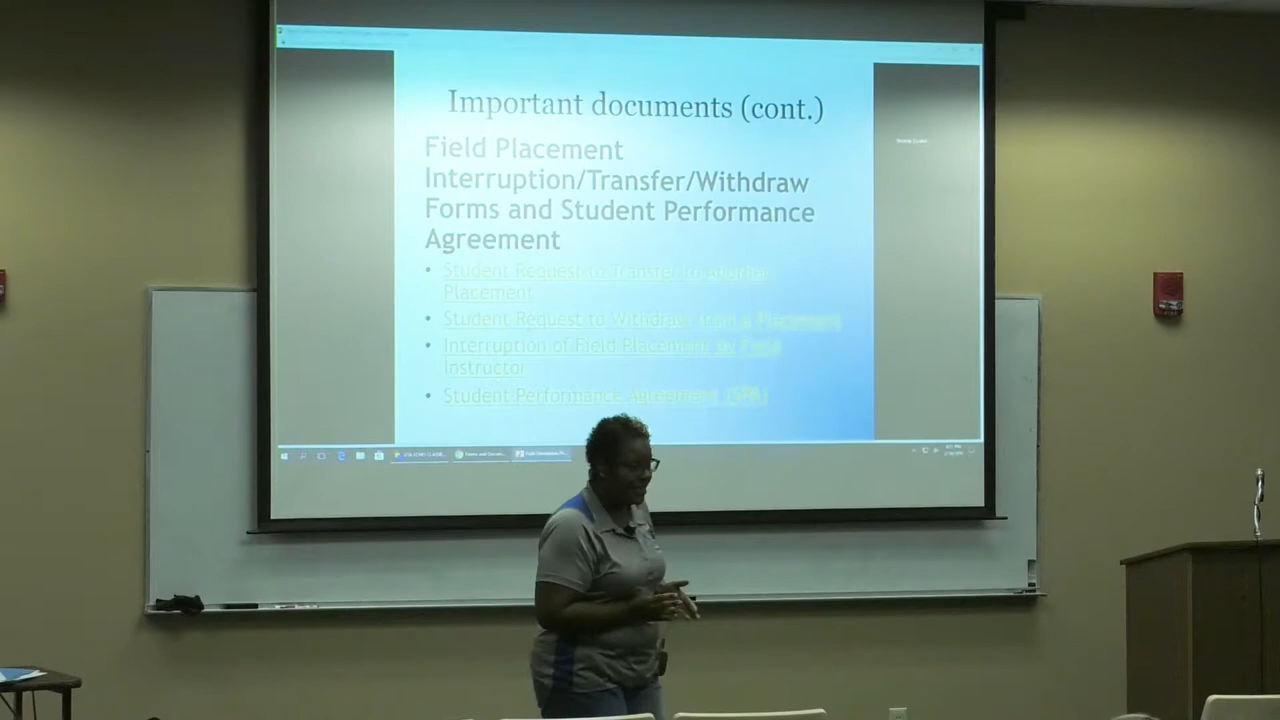 Important documents (cont.)
Field Placement
Interruption/Transfer/Withdraw
Forms and Student Performance
Agreement
• Student Request to Transfer to Another
Placement
• Student Request to Withdraw from a Placement
• Interruption of Field Placement by Field
Instructor
• Student Performance Agreement (SPA)